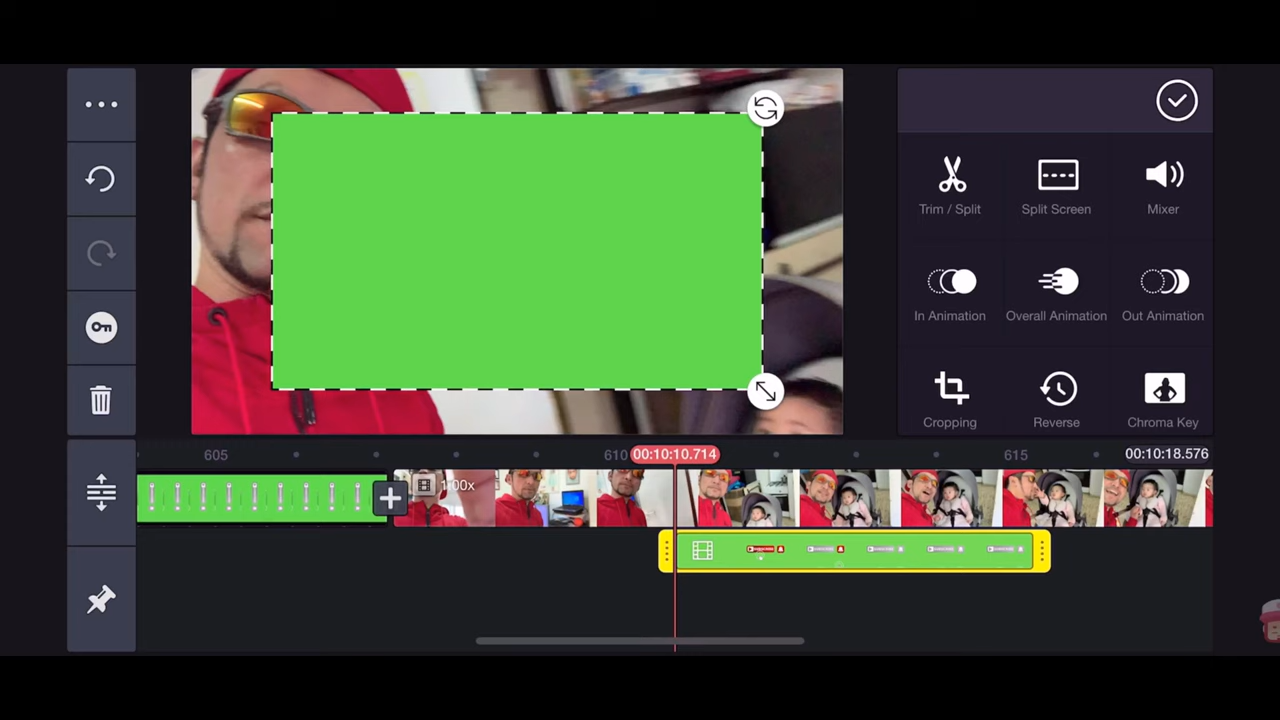 Trim / Split
Split Screen
Mixer
In Animation
Overall Animation
Out Animation
Cropping
Reverse
Chroma Key
605
610
00:10:10.714
615
00:10:18.576
1.00x